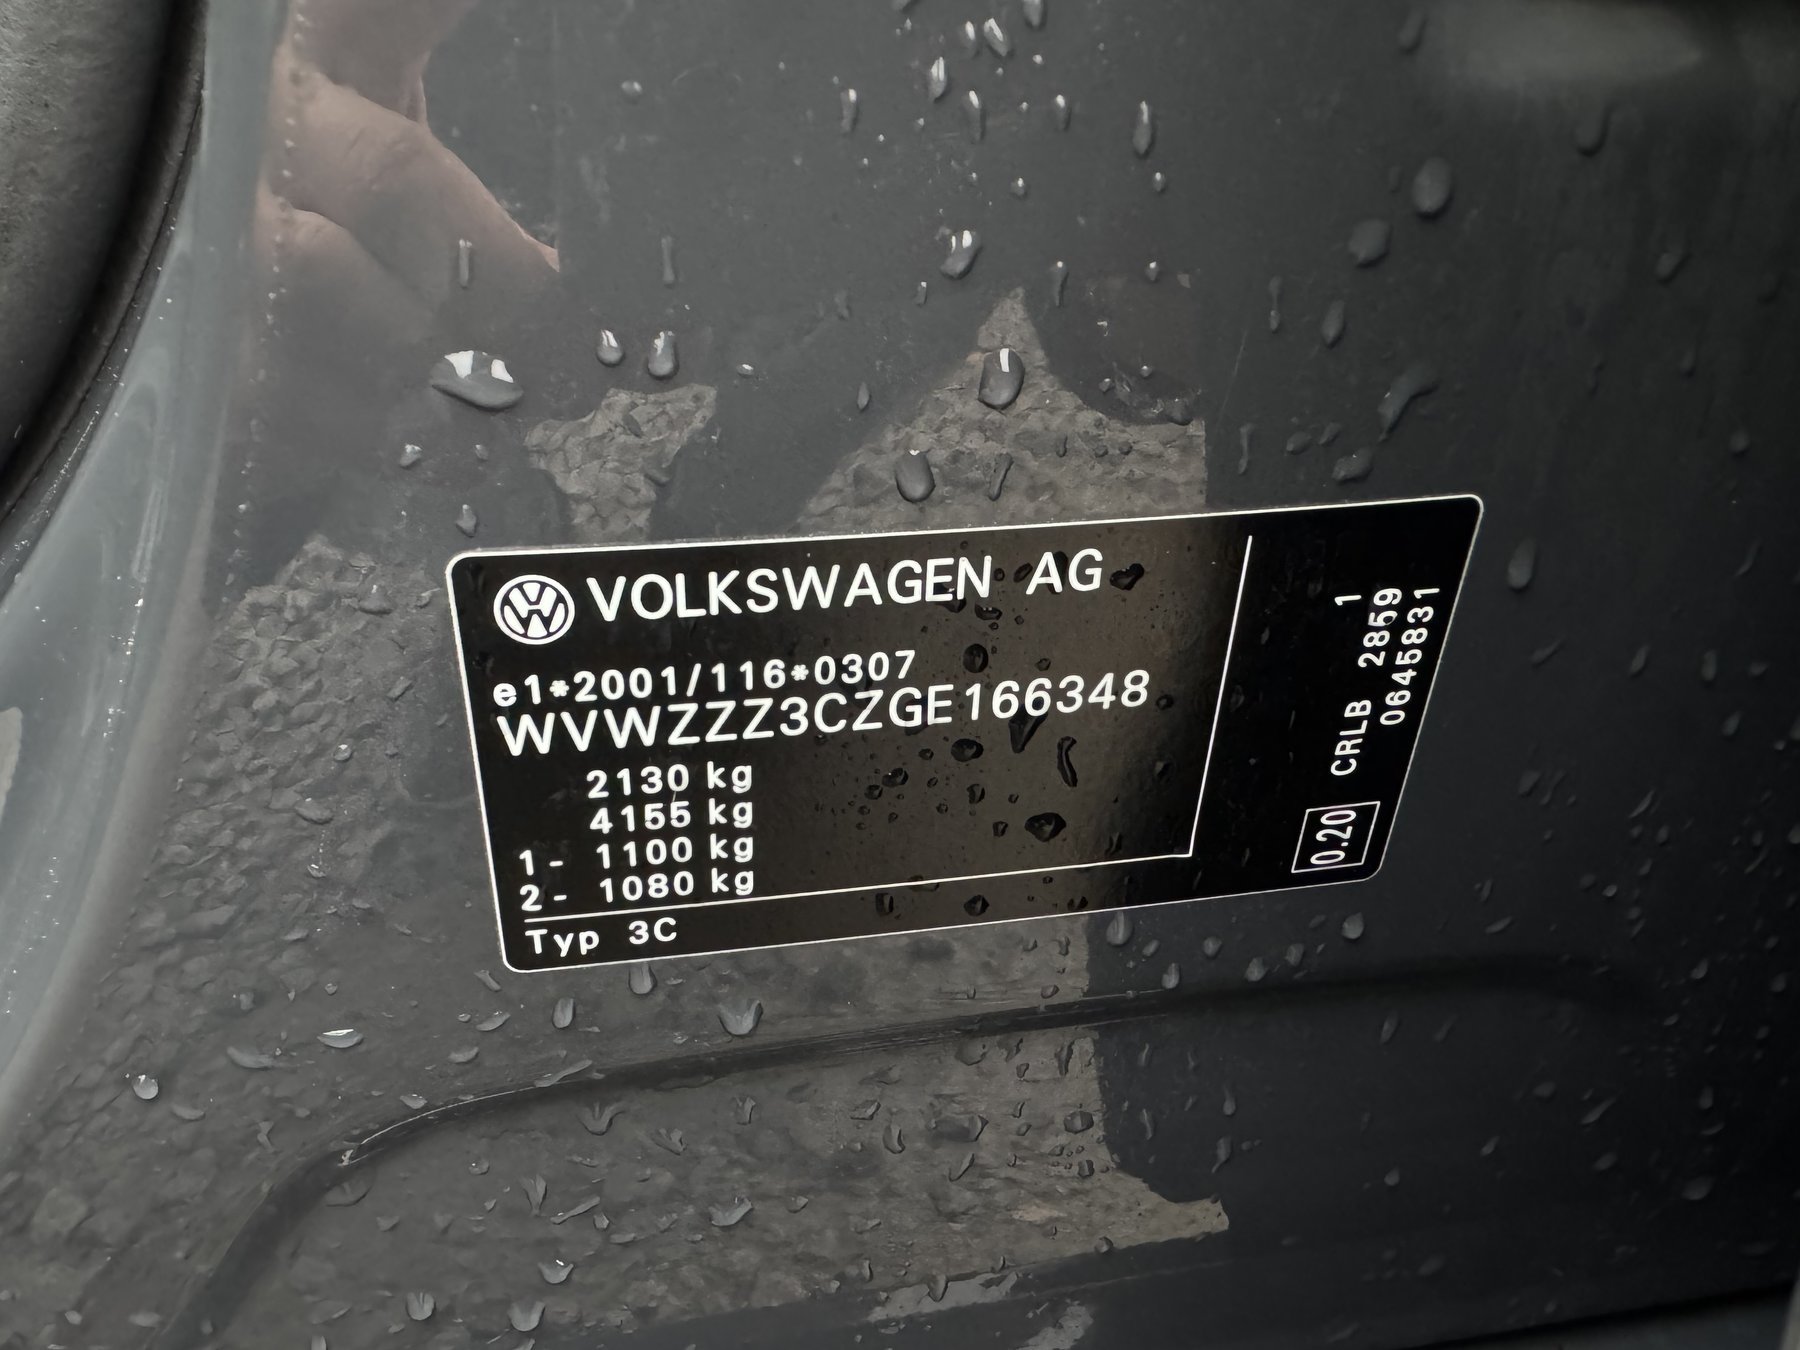 VOLKSWAGEN AG
e1*2001/116*0307
WVWZZZ3CZGE166348
2130 kg
4155 kg
1- 1100 kg
2- 1080 kg
Typ 3C
1
CRLB 2859
0645831
0.20